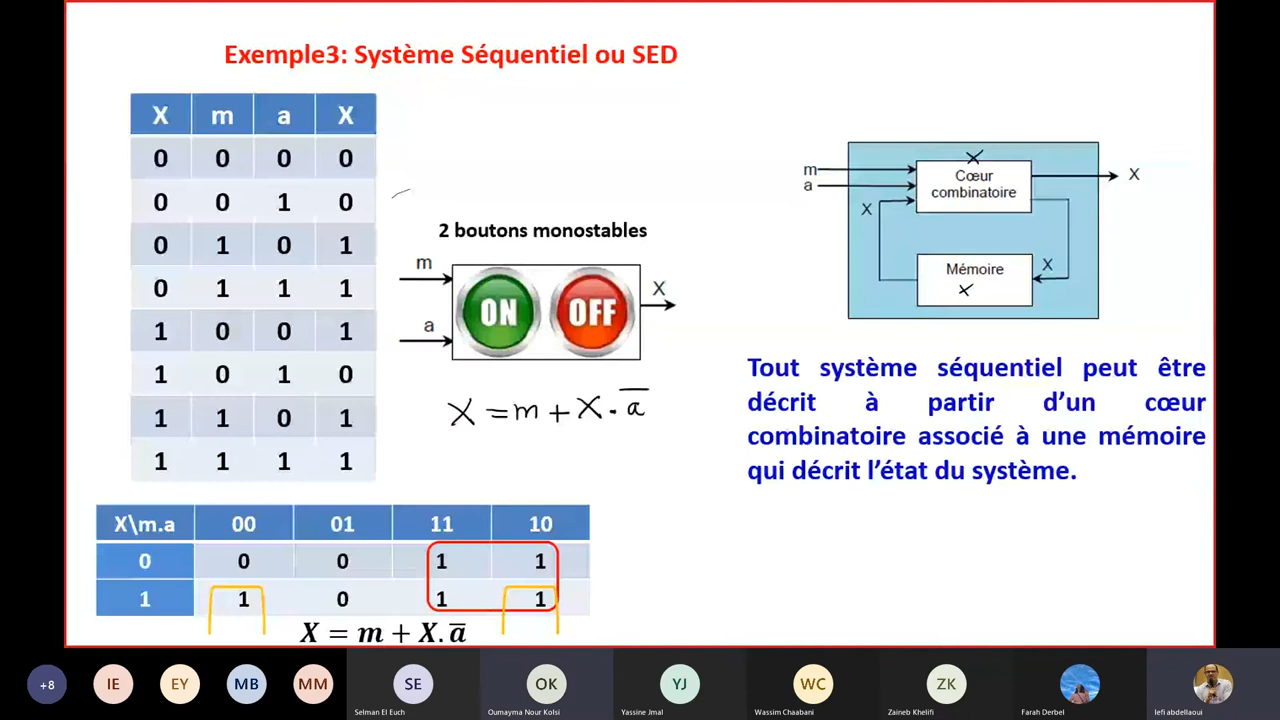 Exemple3: Système Séquentiel ou SED
X m a X
0 0 0 0
0 0 1 0
0 1 0 1
0 1 1 1
1 0 0 1
1 0 1 0
1 1 0 1
1 1 1 1
2 boutons monostables
m
a
ON OFF
X
X = m + X . a̅
X\m.a 00 01 11 10
0 0 0 1 1
1 1 0 1 1
X = m + X. a̅
m
a
X
X
Cœur
combinatoire
X
X
Mémoire
X
Tout système séquentiel peut être
décrit à partir d'un cœur
combinatoire associé à une mémoire
qui décrit l'état du système.
+8 IE EY MB MM SE OK YJ WC ZK
Selman El Euch Oumayma Nour Kolsi Yassine Jmal Wassim Chaabani Zaineb Khelifi Farah Derbel lefi abdellaoui